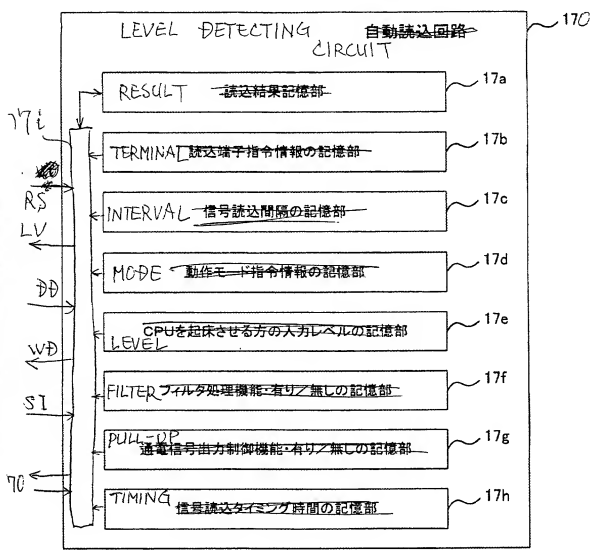 LEVEL DETECTING 自動読込回路 170
CIRCUIT
RESULT 読込結果記憶部 17a
17i
TERMINAL 読込端子指令情報の記憶部 17b
RS
INTERVAL 信号読込間隔の記憶部 17c
LV
MODE 動作モード指令情報の記憶部 17d
DD
CPUを起床させる方の入力レベルの記憶部 17e
LEVEL
WD
FILTER フィルタ処理機能・有り/無しの記憶部 17f
SI
PULL-UP
通電信号出力制御機能・有り/無しの記憶部 17g
70
TIMING 信号読込タイミング時間の記憶部 17h